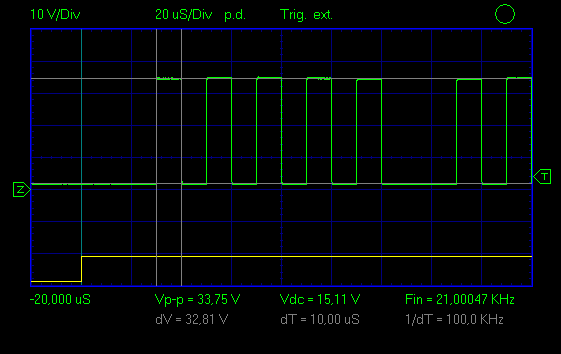 10 V/Div 20 uS/Div p.d. Trig. ext.
Z T
-20,000 uS Vp-p = 33,75 V Vdc = 15,11 V Fin = 21,00047 KHz
dV = 32,81 V dT = 10,00 uS 1/dT = 100,0 KHz